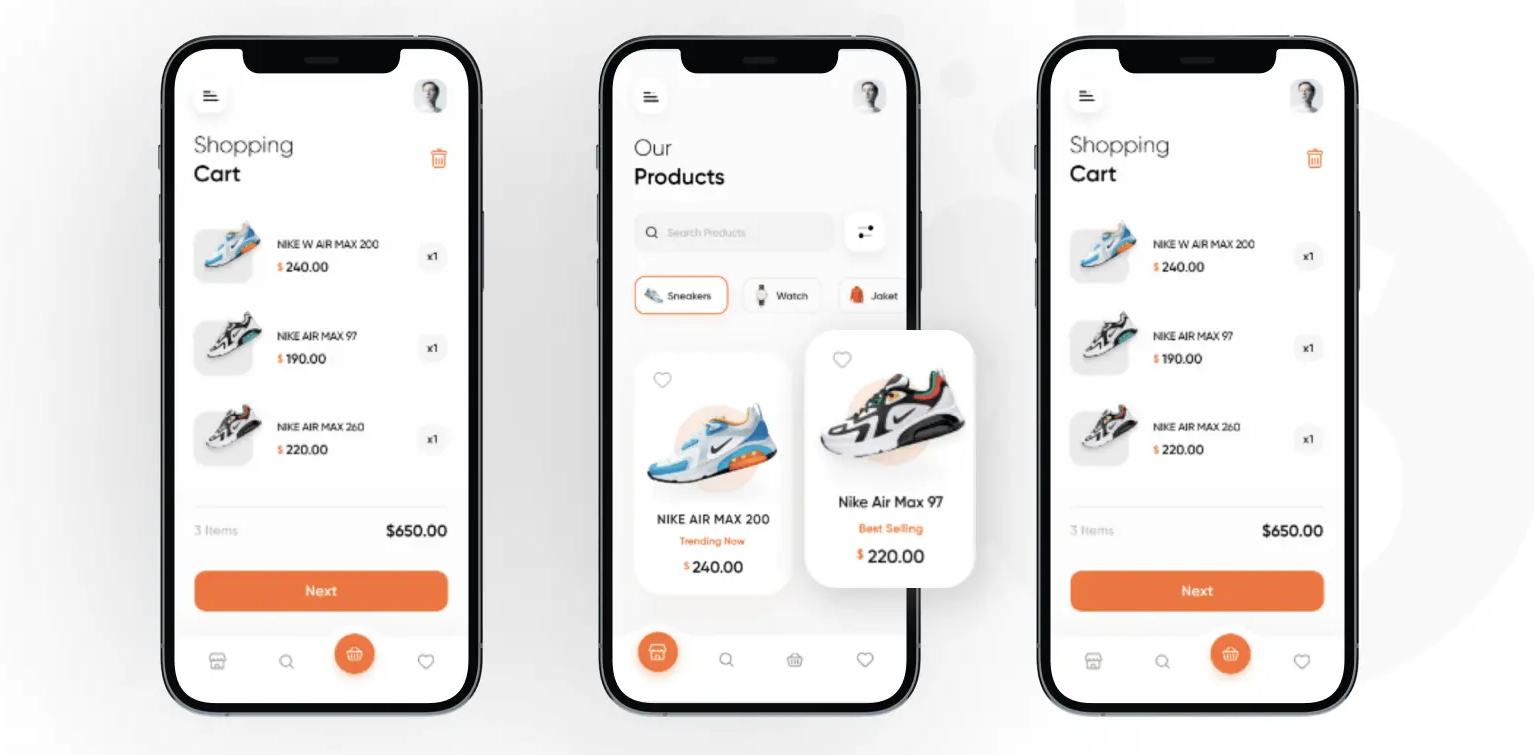 Shopping
Cart
NIKE W AIR MAX 200
$ 240.00
x1
NIKE AIR MAX 97
$ 190.00
x1
NIKE AIR MAX 260
$ 220.00
x1
3 Items
$650.00
Next
Our
Products
Search Products
Sneakers
Watch
Jaket
NIKE AIR MAX 200
Trending Now
$ 240.00
Nike Air Max 97
Best Selling
$ 220.00
Shopping
Cart
NIKE W AIR MAX 200
$ 240.00
x1
NIKE AIR MAX 97
$ 190.00
x1
NIKE AIR MAX 260
$ 220.00
x1
3 Items
$650.00
Next